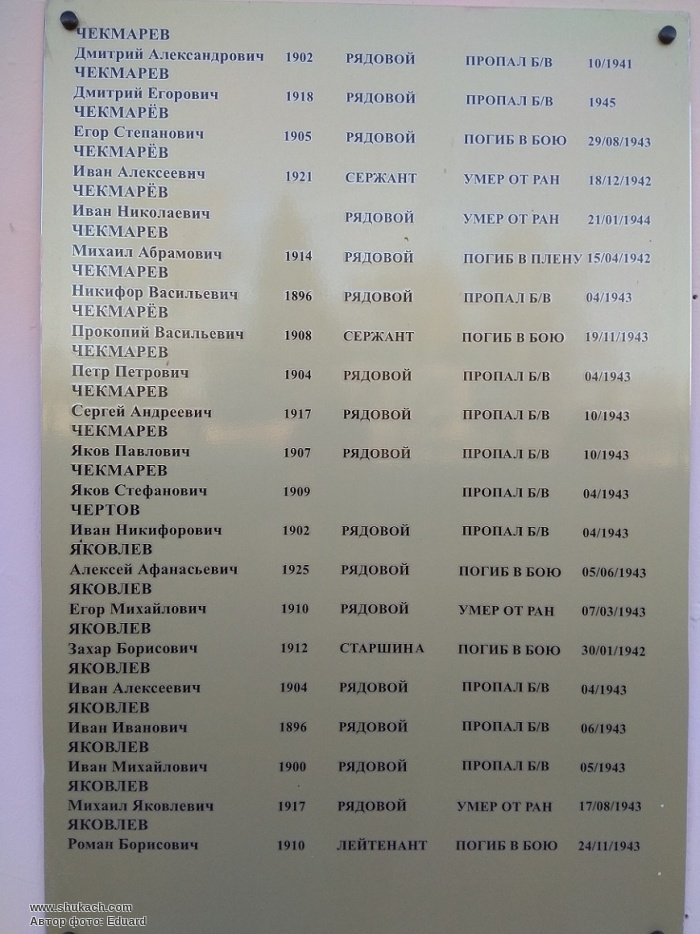 ЧЕКМАРЕВ
Дмитрий Александрович 1902 РЯДОВОЙ ПРОПАЛ Б/В 10/1941
ЧЕКМАРЕВ
Дмитрий Егорович 1918 РЯДОВОЙ ПРОПАЛ Б/В 1945
ЧЕКМАРЁВ
Егор Степанович 1905 РЯДОВОЙ ПОГИБ В БОЮ 29/08/1943
ЧЕКМАРЁВ
Иван Алексеевич 1921 СЕРЖАНТ УМЕР ОТ РАН 18/12/1942
ЧЕКМАРЁВ
Иван Николаевич РЯДОВОЙ УМЕР ОТ РАН 21/01/1944
ЧЕКМАРЕВ
Михаил Абрамович 1914 РЯДОВОЙ ПОГИБ В ПЛЕНУ 15/04/1942
ЧЕКМАРЕВ
Никифор Васильевич 1896 РЯДОВОЙ ПРОПАЛ Б/В 04/1943
ЧЕКМАРЁВ
Прокопий Васильевич 1908 СЕРЖАНТ ПОГИБ В БОЮ 19/11/1943
ЧЕКМАРЕВ
Петр Петрович 1904 РЯДОВОЙ ПРОПАЛ Б/В 04/1943
ЧЕКМАРЕВ
Сергей Андреевич 1917 РЯДОВОЙ ПРОПАЛ Б/В 10/1943
ЧЕКМАРЕВ
Яков Павлович 1907 РЯДОВОЙ ПРОПАЛ Б/В 10/1943
ЧЕКМАРЕВ
Яков Стефанович 1909 ПРОПАЛ Б/В 04/1943
ЧЕРТОВ
Иван Никифорович 1902 РЯДОВОЙ ПРОПАЛ Б/В 04/1943
ЯКОВЛЕВ
Алексей Афанасьевич 1925 РЯДОВОЙ ПОГИБ В БОЮ 05/06/1943
ЯКОВЛЕВ
Егор Михайлович 1910 РЯДОВОЙ УМЕР ОТ РАН 07/03/1943
ЯКОВЛЕВ
Захар Борисович 1912 СТАРШИНА ПОГИБ В БОЮ 30/01/1942
ЯКОВЛЕВ
Иван Алексеевич 1904 РЯДОВОЙ ПРОПАЛ Б/В 04/1943
ЯКОВЛЕВ
Иван Иванович 1896 РЯДОВОЙ ПРОПАЛ Б/В 06/1943
ЯКОВЛЕВ
Иван Михайлович 1900 РЯДОВОЙ ПРОПАЛ Б/В 05/1943
ЯКОВЛЕВ
Михаил Яковлевич 1917 РЯДОВОЙ УМЕР ОТ РАН 17/08/1943
ЯКОВЛЕВ
Роман Борисович 1910 ЛЕЙТЕНАНТ ПОГИБ В БОЮ 24/11/1943
www.shukach.com
Автор фото: Eduard